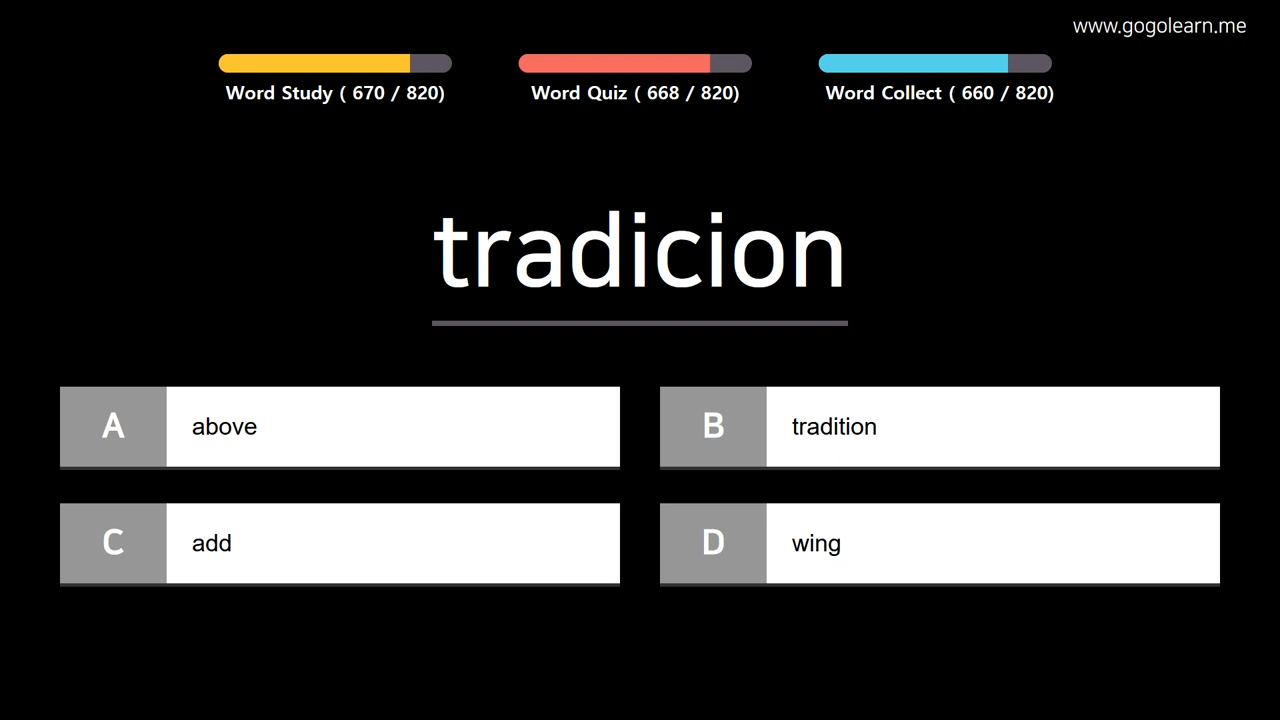 www.gogolearn.me
Word Study ( 670 / 820)
Word Quiz ( 668 / 820)
Word Collect ( 660 / 820)
tradicion
A above
B tradition
C add
D wing